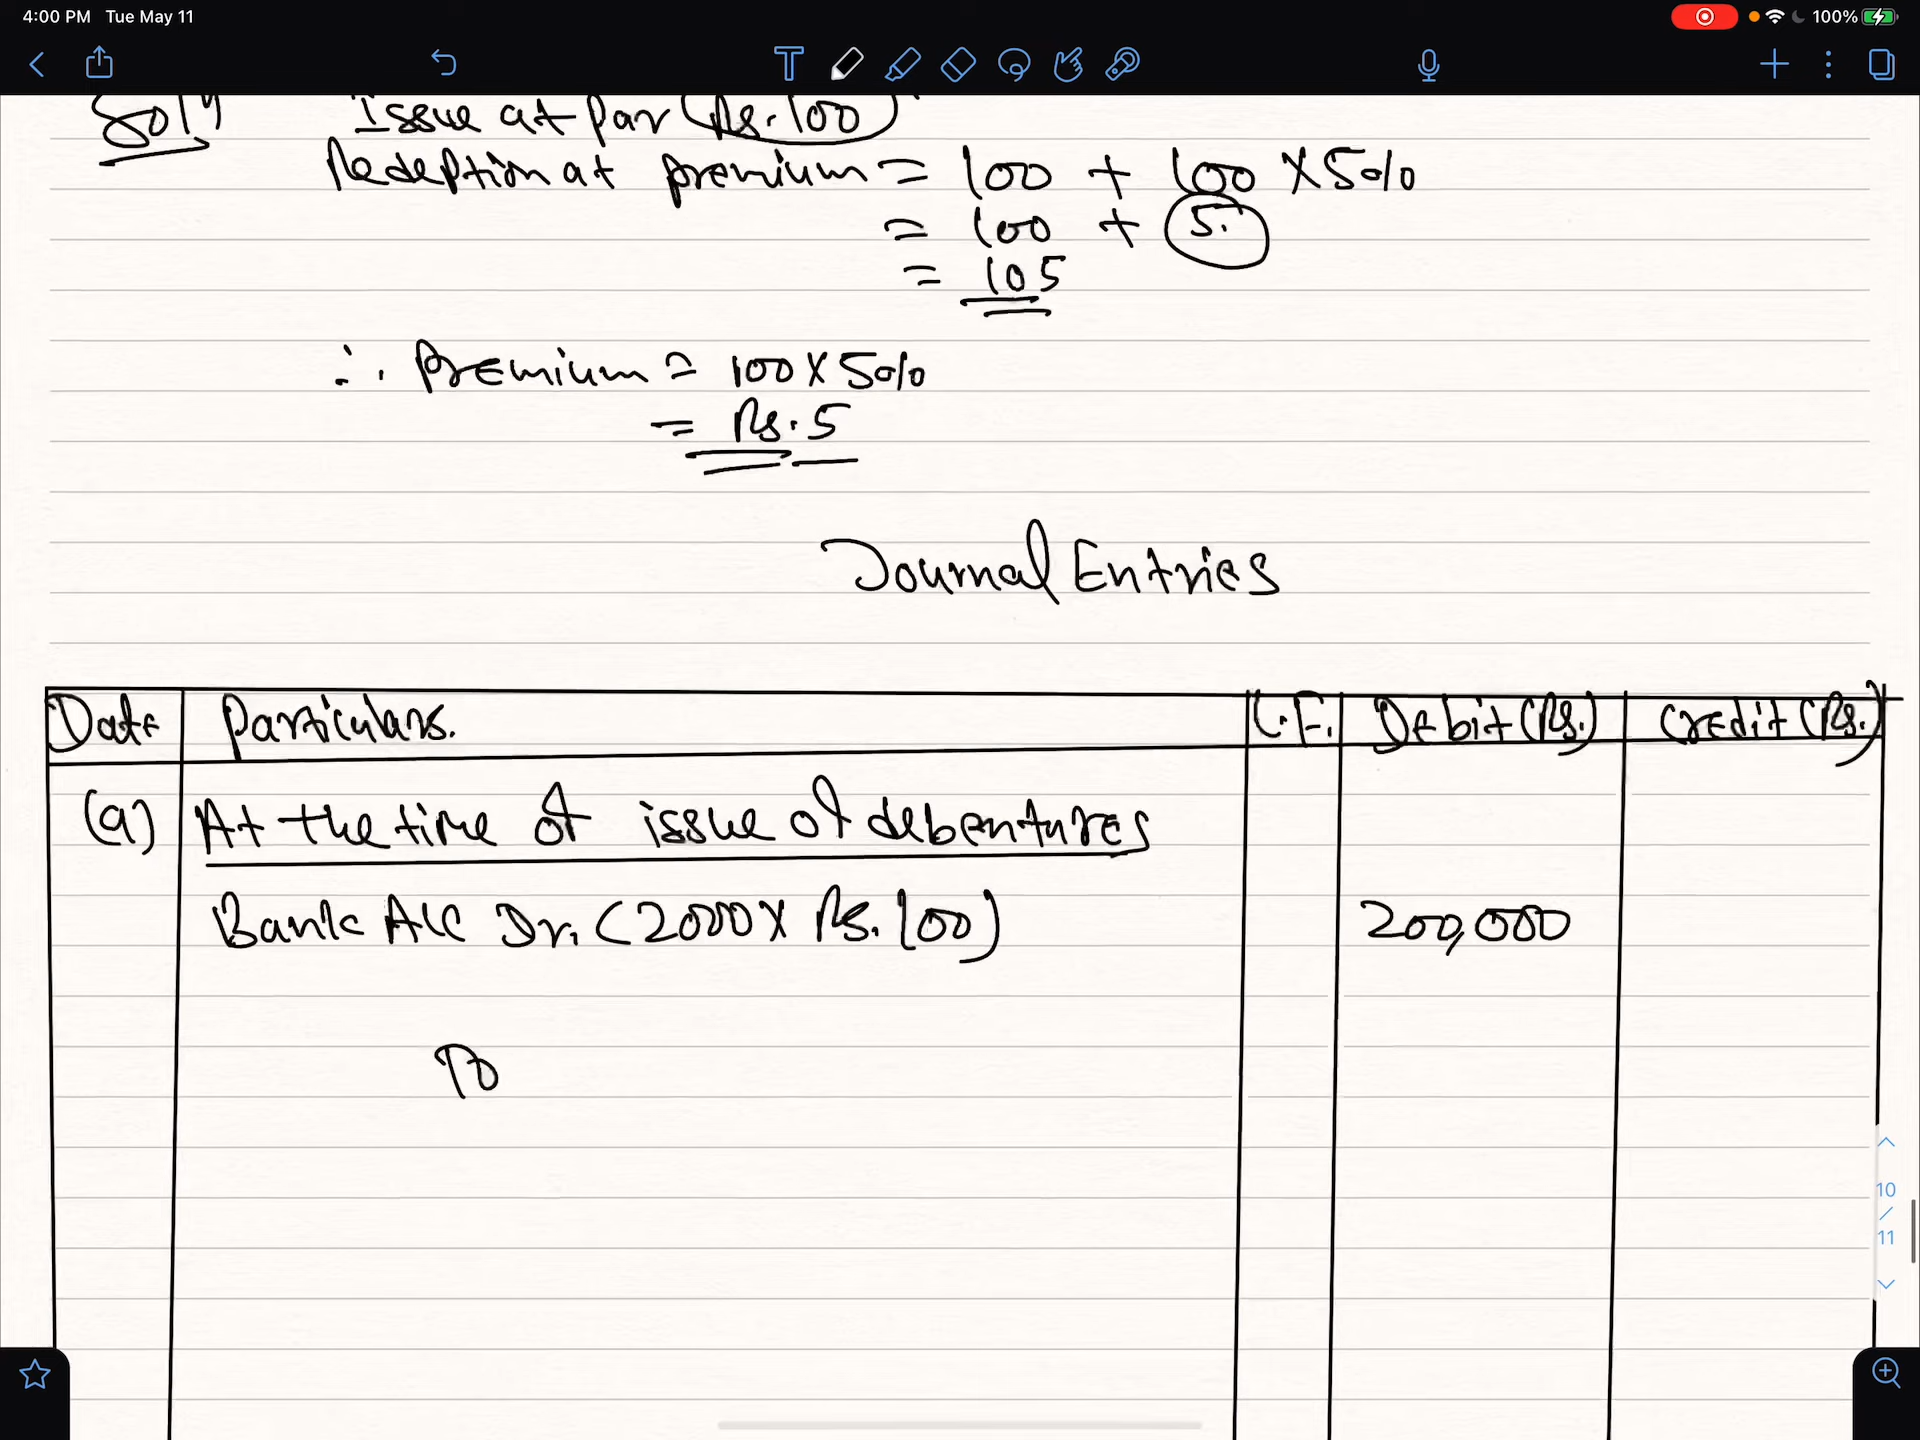 4:00 PM Tue May 11
100%
Soln Issue at par (Rs. 100)
Redeption at premium = 100 + 100 X 5%
= 100 + 5.
= 105
∴ Premium = 100 X 5%
= Rs. 5
Journal Entries
Date Particulars. L.F. Debit (Rs.) Credit (Rs.)
(a) At the time of issue of debentures
Bank A/C Dr. (2000 X Rs. 100) 200,000
To
10
/
11